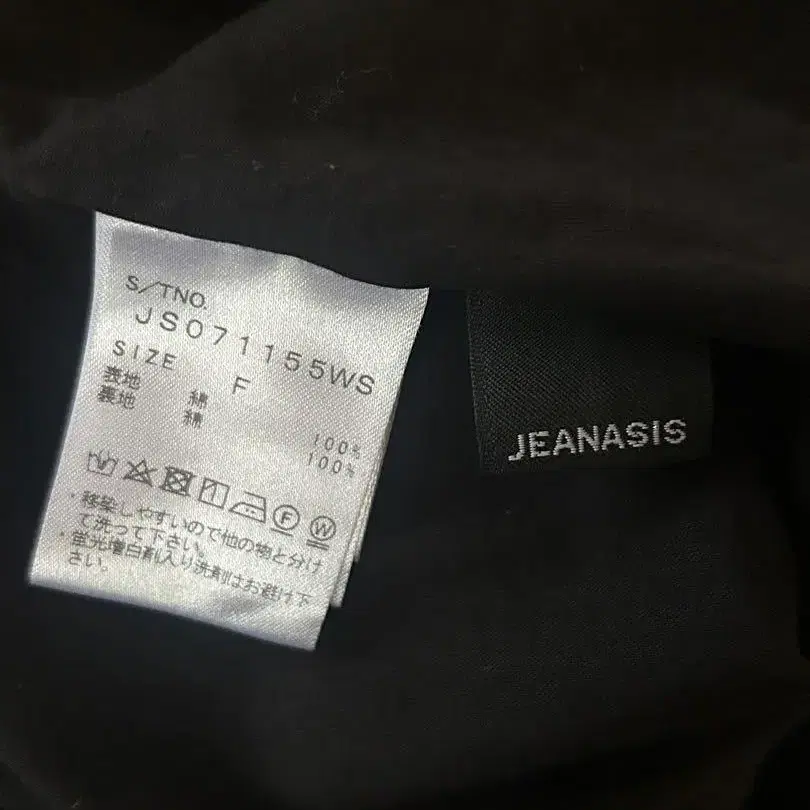 S/TNO.
JS071155WS
SIZE F
表地 綿 100%
裏地 綿 100%
F W
・移染しやすいので他の物と分け
て洗って下さい。
・蛍光増白剤入り洗剤はお避け下
さい。
JEANASIS